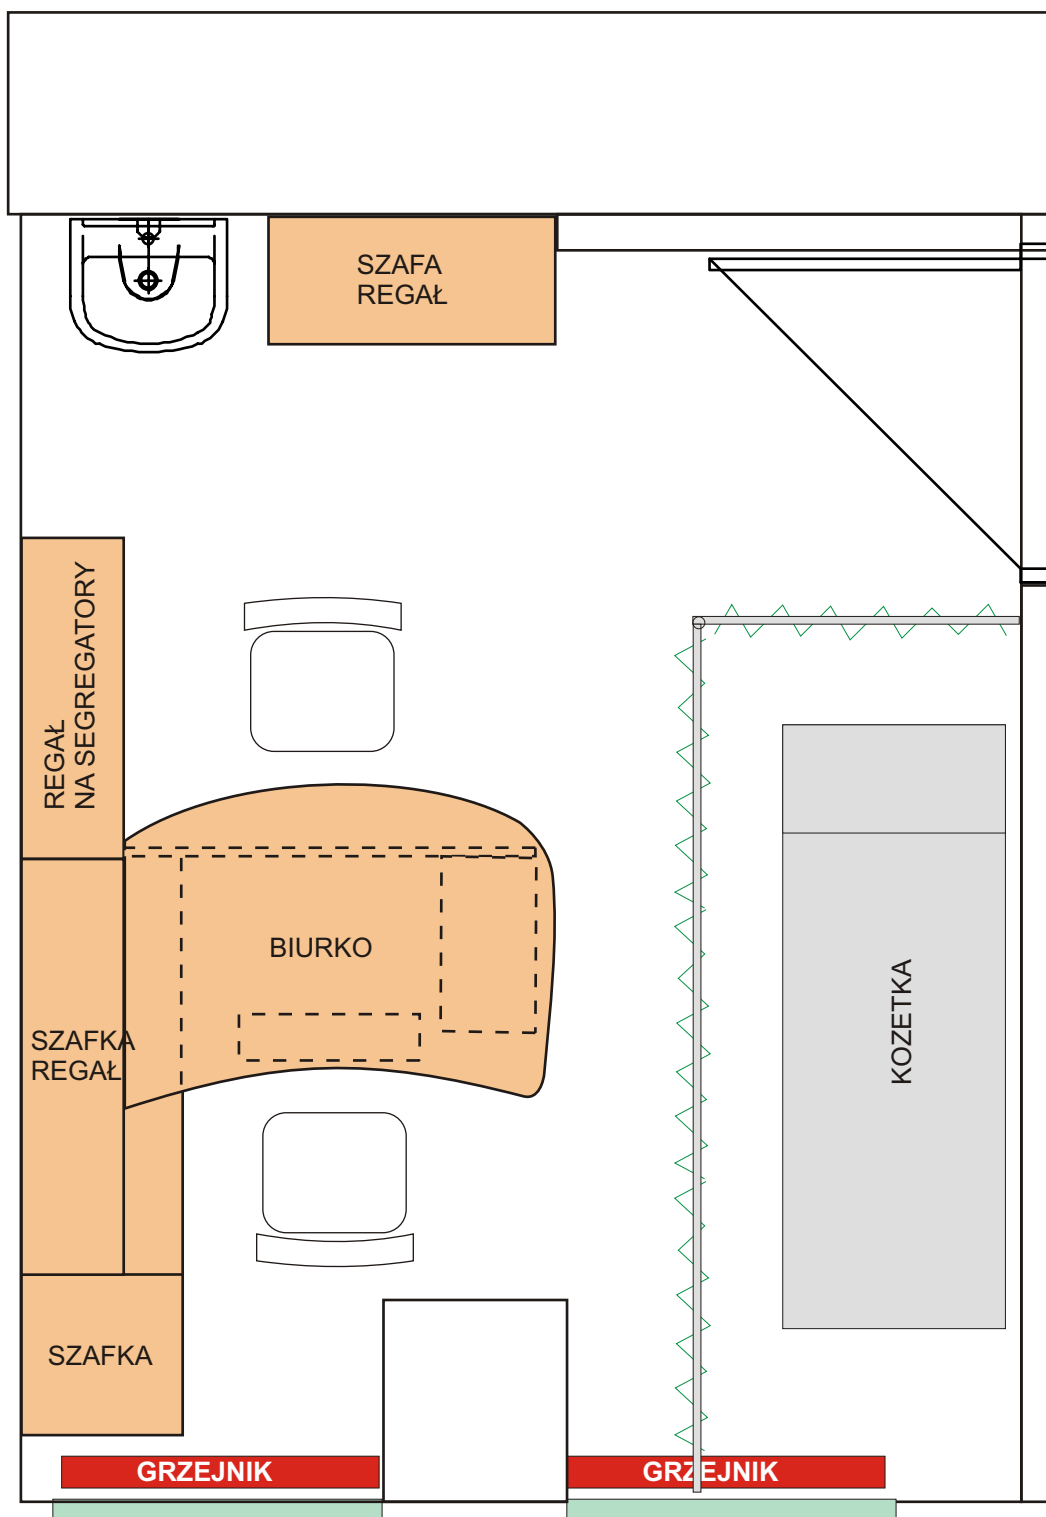 SZAFA
REGAŁ
REGAŁ
NA SEGREGATORY
BIURKO
SZAFKA
REGAŁ
KOZETKA
SZAFKA
GRZEJNIK
GRZEJNIK